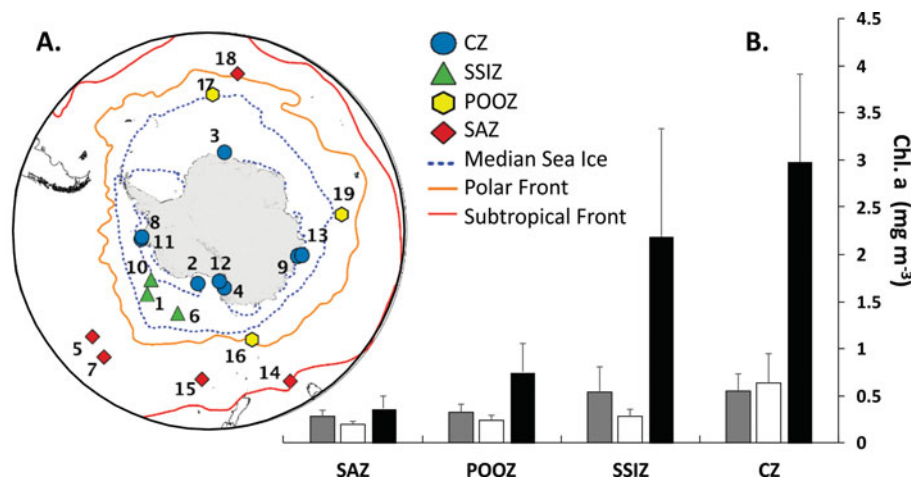 A.
CZ
SSIZ
POOZ
SAZ
Median Sea Ice
Polar Front
Subtropical Front
18
17
3
19
8
11
13
9
10
2
12
4
1
6
5
7
16
15
14
B.
4.5
4
3.5
3
2.5
2
1.5
1
0.5
0
Chl. a (mg m-3)
SAZ
POOZ
SSIZ
CZ